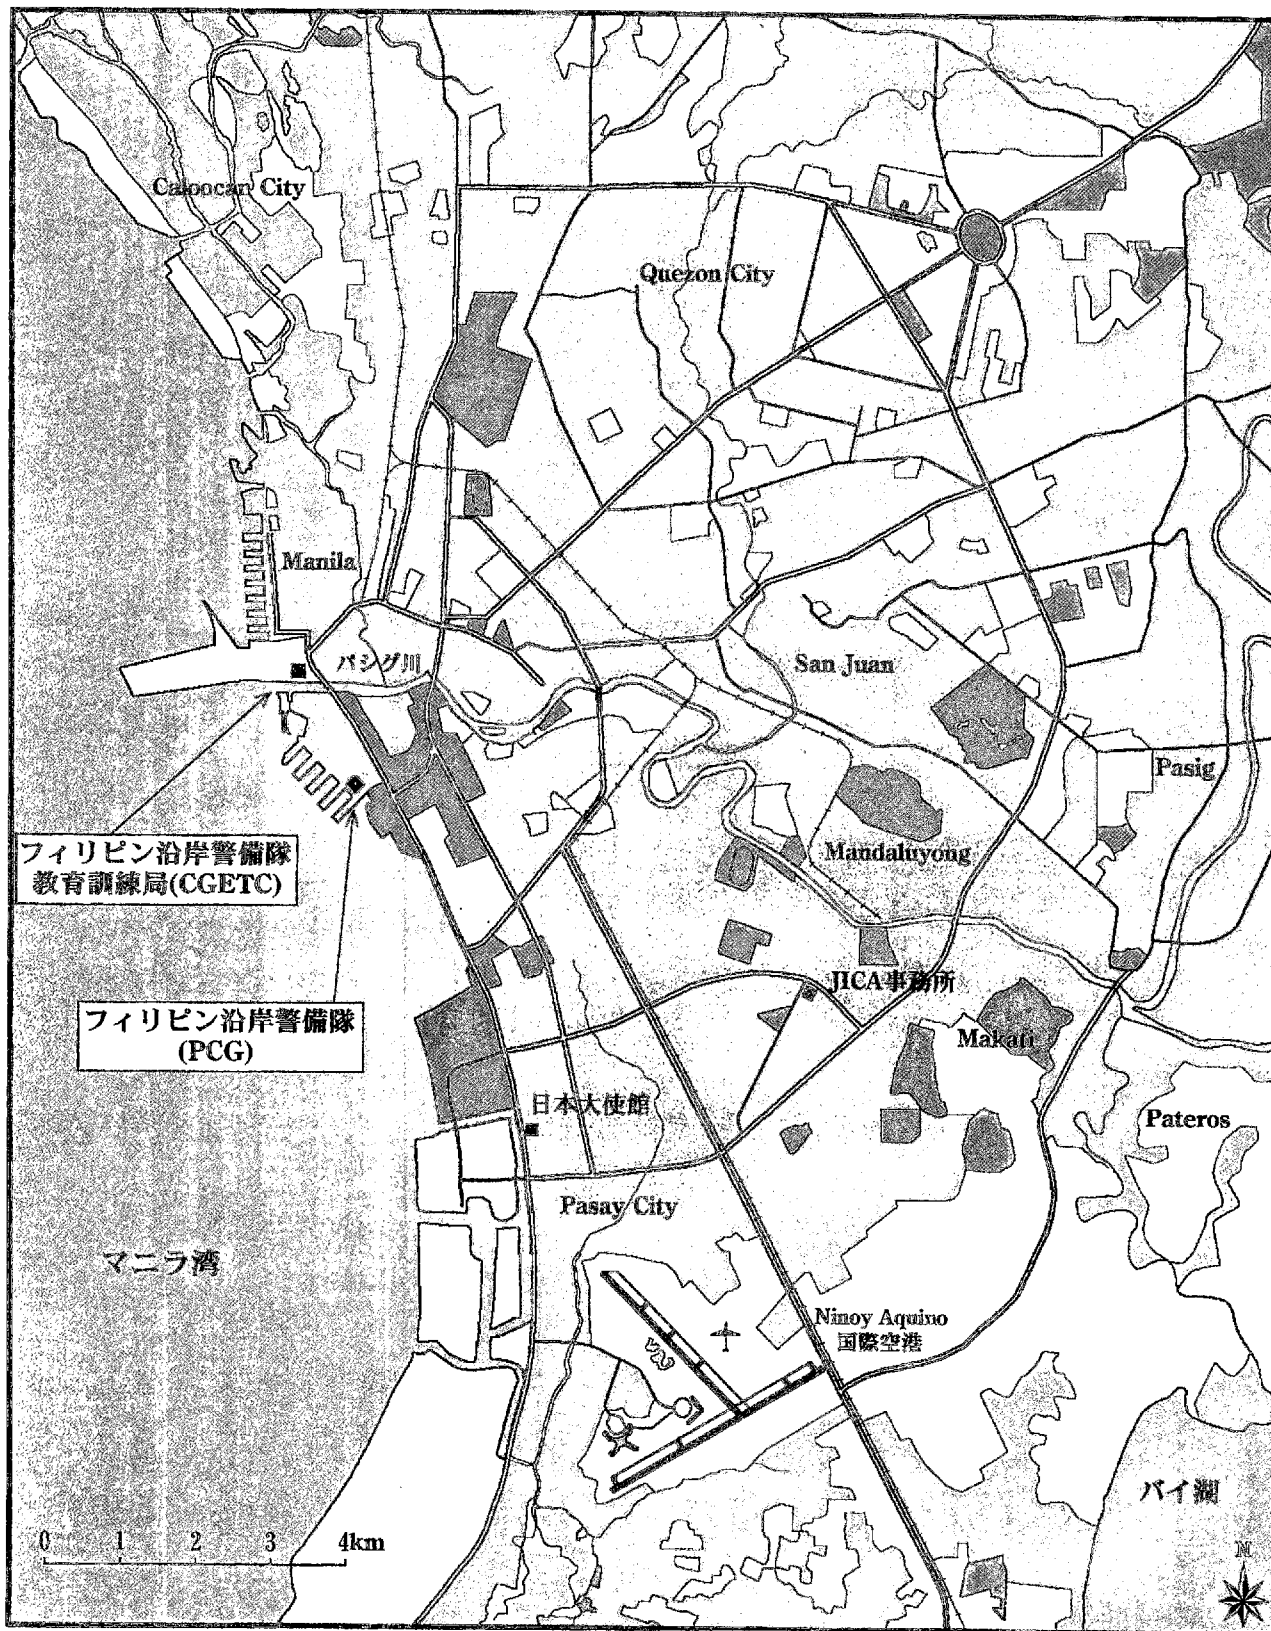 Caloocan City
Quezon City
Manila
パシグ川
San Juan
Pasig
フィリピン沿岸警備隊
教育訓練局(CGETC)
Mandaluyong
JICA事務所
フィリピン沿岸警備隊
(PCG)
Makati
日本大使館
Pateros
Pasay City
マニラ湾
Ninoy Aquino
国際空港
バイ湖
0 1 2 3 4km
N